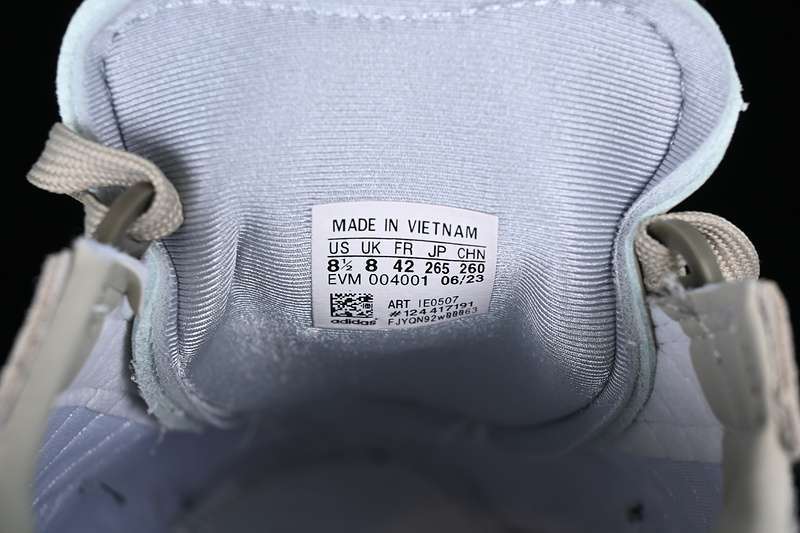 MADE IN VIETNAM
US UK FR JP CHN
8½ 8 42 265 260
EVM 004001 06/23
ART IE0507
#124417191
adidas FJYQN92W00063